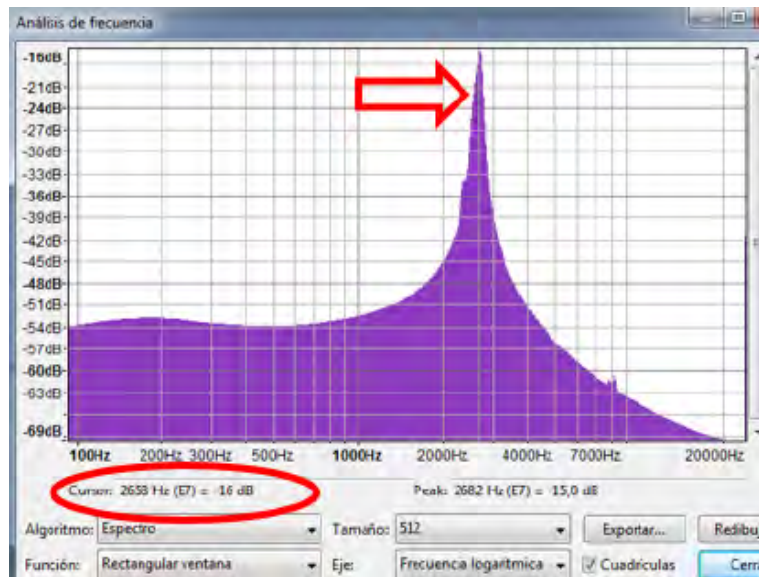 Análisis de frecuencia
-16dB
-21dB
-24dB
-27dB
-30dB
-33dB
-36dB
-39dB
-42dB
-45dB
-48dB
-51dB
-54dB
-57dB
-60dB
-63dB
-69dB
100Hz 200Hz 300Hz 500Hz 1000Hz 2000Hz 4000Hz 7000Hz 20000Hz
Cursor: 2658 Hz (E7) = -16 dB Peak: 2682 Hz (E7) = -15,0 dB
Algoritmo: Espectro Tamaño: 512 Exportar... Redibuj
Función: Rectangular ventana Eje: Frecuencia logarítmica Cuadrículas Cerra